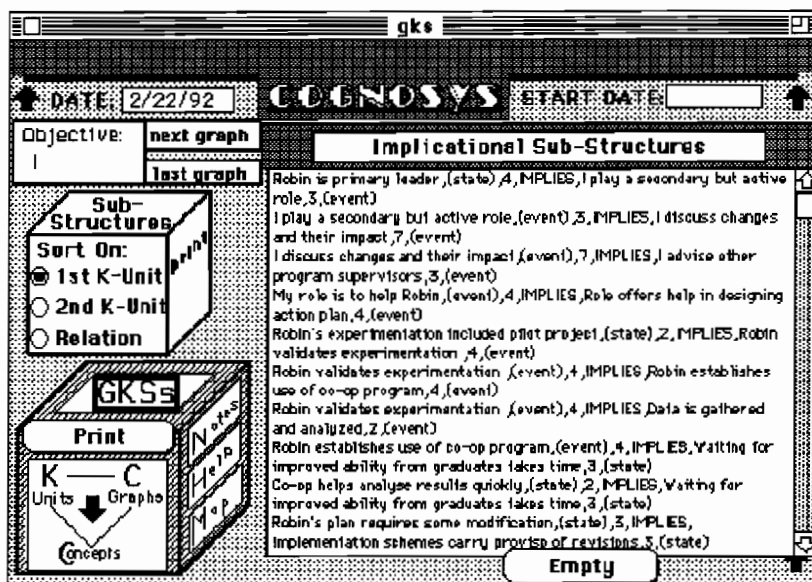 gks
DATE: 2/22/92
COGNOSYS
START DATE
Objective:
1
next graph
last graph
Implicational Sub-Structures
Robin is primary leader,(state),4,IMPLIES,I play a secondary but active
role,3,(event)
I play a secondary but active role,(event),3,IMPLIES,I discuss changes
and their impact,7,(event)
I discuss changes and their impact,(event),7,IMPLIES,I advise other
program supervisors,3,(event)
My role is to help Robin,(event),4,IMPLIES,Role offers help in designing
action plan,4,(event)
Robin's experimentation included pilot project,(state),2,IMPLIES,Robin
validates experimentation ,4,(event)
Robin validates experimentation ,(event),4,IMPLIES,Robin establishes
use of co-op program,4,(event)
Robin validates experimentation ,(event),4,IMPLIES,Data is gathered
and analyzed,2,(event)
Robin establishes use of co-op program,(event),4,IMPLIES,Waiting for
improved ability from graduates takes time,3,(state)
Co-op helps analyse results quickly,(state),2,IMPLIES,Waiting for
improved ability from graduates takes time,3,(state)
Robin's plan requires some modification,(state),3,IMPLIES,
Implementation schemes carry proviso of revisions,3,(state)
Empty
Sub-
Structures
print
Sort On:
1st K-Unit
2nd K-Unit
Relation
GKSs
Print
Notes
Help
Map
K C
Units Graphs
Concepts